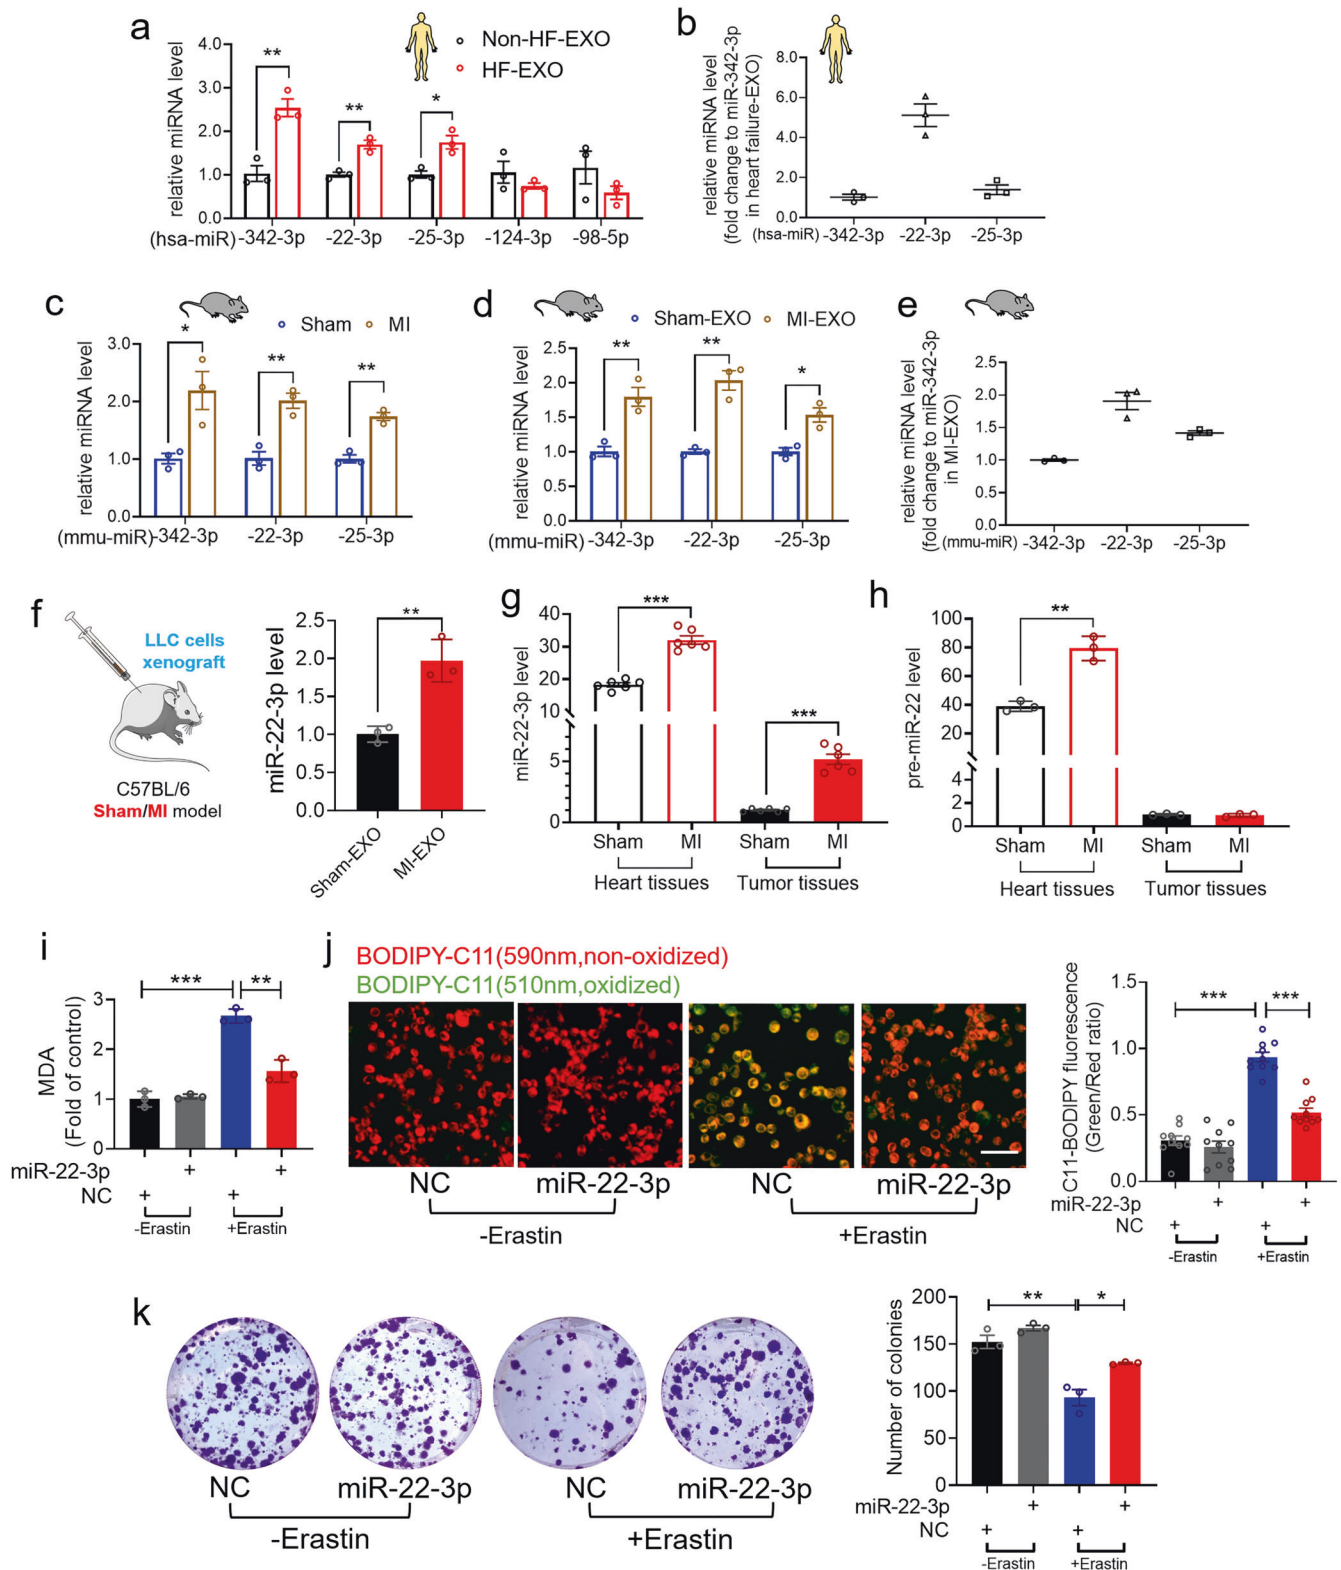 a
relative miRNA level
4.0
3.0
2.0
1.0
0.0
Non-HF-EXO
HF-EXO
**
**
*
(hsa-miR) -342-3p -22-3p -25-3p -124-3p -98-5p
b
relative miRNA level
(fold change to miR-342-3p
in heart failure-EXO)
8.0
6.0
4.0
2.0
0.0
(hsa-miR) -342-3p -22-3p -25-3p
c
relative miRNA level
3.0
2.0
1.0
0.0
Sham MI
*
**
**
(mmu-miR)-342-3p -22-3p -25-3p
d
relative miRNA level
2.5
2.0
1.5
1.0
0.5
0.0
Sham-EXO MI-EXO
**
**
*
(mmu-miR) -342-3p -22-3p -25-3p
e
relative miRNA level
(fold change to miR-342-3p
in MI-EXO)
2.5
2.0
1.5
1.0
0.5
0.0
(mmu-miR) -342-3p -22-3p -25-3p
f
LLC cells
xenograft
C57BL/6
Sham/MI model
miR-22-3p level
2.5
2.0
1.5
1.0
0.5
0.0
**
Sham-EXO
MI-EXO
g
miR-22-3p level
40
30
20
10
5
0
***
***
Sham MI Sham MI
Heart tissues Tumor tissues
h
pre-miR-22 level
100
80
60
40
20
4
2
0
**
Sham MI Sham MI
Heart tissues Tumor tissues
i
MDA
(Fold of control)
3
2
1
0
*** **
miR-22-3p + +
NC + +
-Erastin +Erastin
j
BODIPY-C11(590nm,non-oxidized)
BODIPY-C11(510nm,oxidized)
NC miR-22-3p NC miR-22-3p
-Erastin +Erastin
C11-BODIPY fluorescence
(Green/Red ratio)
1.5
1.0
0.5
0.0
*** ***
miR-22-3p + +
NC + +
-Erastin +Erastin
k
NC miR-22-3p NC miR-22-3p
-Erastin +Erastin
Number of colonies
200
150
100
50
0
** *
miR-22-3p + +
NC + +
-Erastin +Erastin